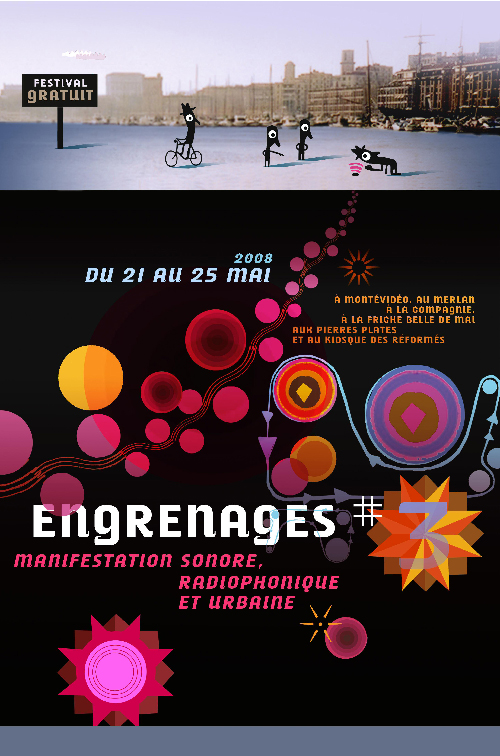 FESTIVAL
gRATUIT
2008
DU 21 AU 25 MAI
À MONTÉVIDÉO, AU MERLAN
À LA COMPAGNIE,
À LA FRICHE BELLE DE MAI,
AUX PIERRES PLATES
ET AU KIOSQUE DES RÉFORMÉS
ENgRENAgES #3
MANIFESTATION SONORE,
RADIOPHONIQUE
ET URBAINE